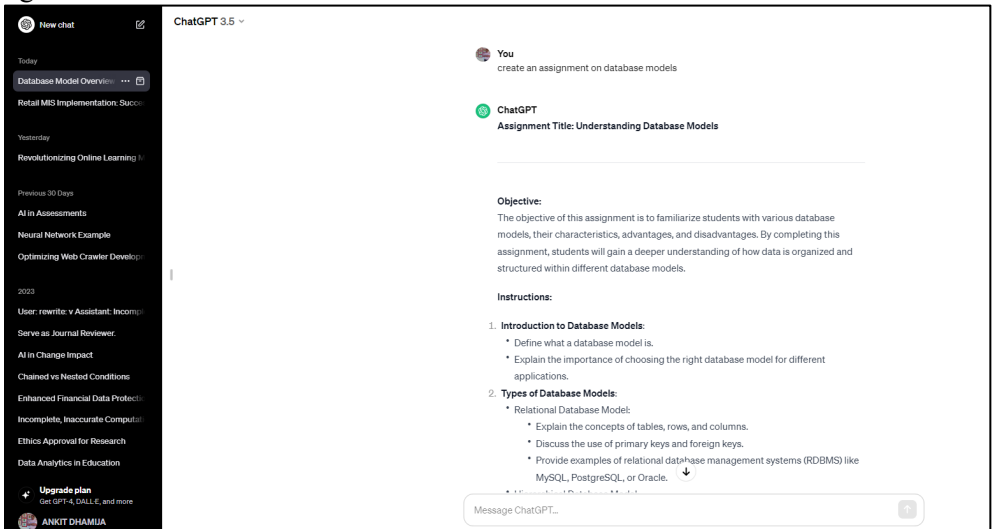 New chat
Today
Database Model Overview
Retail MIS Implementation: Succe
Yesterday
Revolutionizing Online Learning
Previous 30 Days
AI in Assessments
Neural Network Example
Optimizing Web Crawler Develop
2023
User: rewrite: v Assistant: Incompl
Serve as Journal Reviewer.
AI in Change Impact
Chained vs Nested Conditions
Enhanced Financial Data Protecti
Incomplete, Inaccurate Computat
Ethics Approval for Research
Data Analytics in Education
Upgrade plan
Get GPT-4, DALL·E, and more
ANKIT DHAMIJA
ChatGPT 3.5
You
create an assignment on database models
ChatGPT
Assignment Title: Understanding Database Models
Objective:
The objective of this assignment is to familiarize students with various database
models, their characteristics, advantages, and disadvantages. By completing this
assignment, students will gain a deeper understanding of how data is organized and
structured within different database models.
Instructions:
1. Introduction to Database Models:
• Define what a database model is.
• Explain the importance of choosing the right database model for different
applications.
2. Types of Database Models:
• Relational Database Model:
• Explain the concepts of tables, rows, and columns.
• Discuss the use of primary keys and foreign keys.
• Provide examples of relational database management systems (RDBMS) like
MySQL, PostgreSQL, or Oracle.
Message ChatGPT...